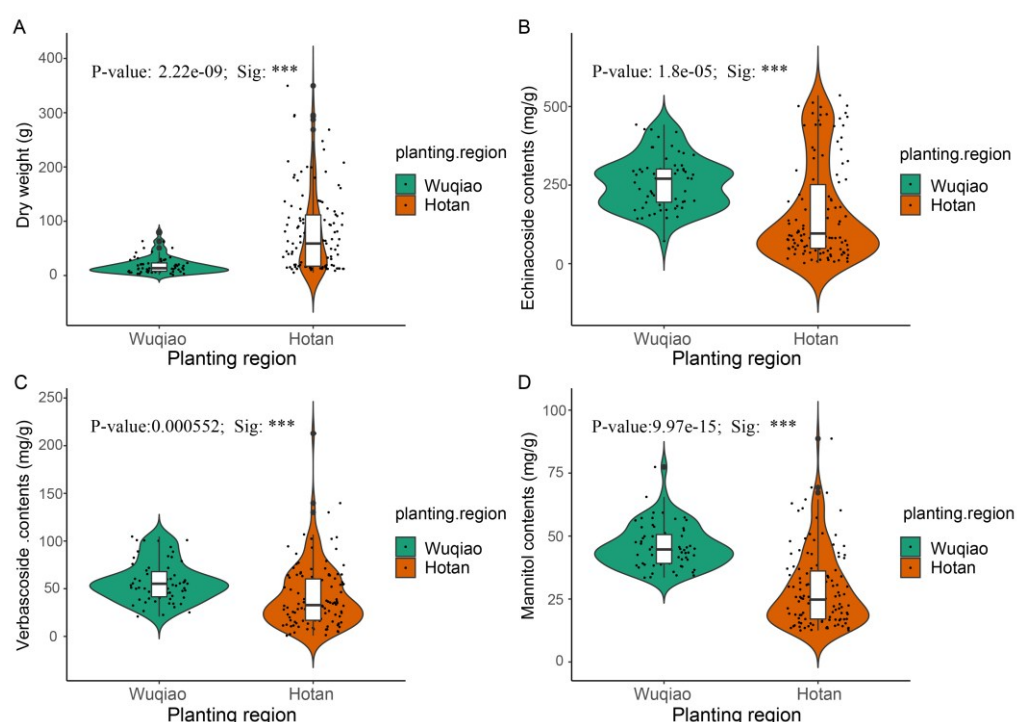 A
P-value: 2.22e-09; Sig: ***
Dry weight (g)
400
300
200
100
0
Wuqiao
Hotan
Planting region
planting.region
Wuqiao
Hotan
B
P-value: 1.8e-05; Sig: ***
Echinacoside contents (mg/g)
500
250
0
Wuqiao
Hotan
Planting region
planting.region
Wuqiao
Hotan
C
P-value:0.000552; Sig: ***
Verbascoside .contents (mg/g)
250
200
150
100
50
0
Wuqiao
Hotan
Planting region
planting.region
Wuqiao
Hotan
D
P-value:9.97e-15; Sig: ***
Mannitol contents (mg/g)
100
75
50
25
0
Wuqiao
Hotan
Planting region
planting.region
Wuqiao
Hotan